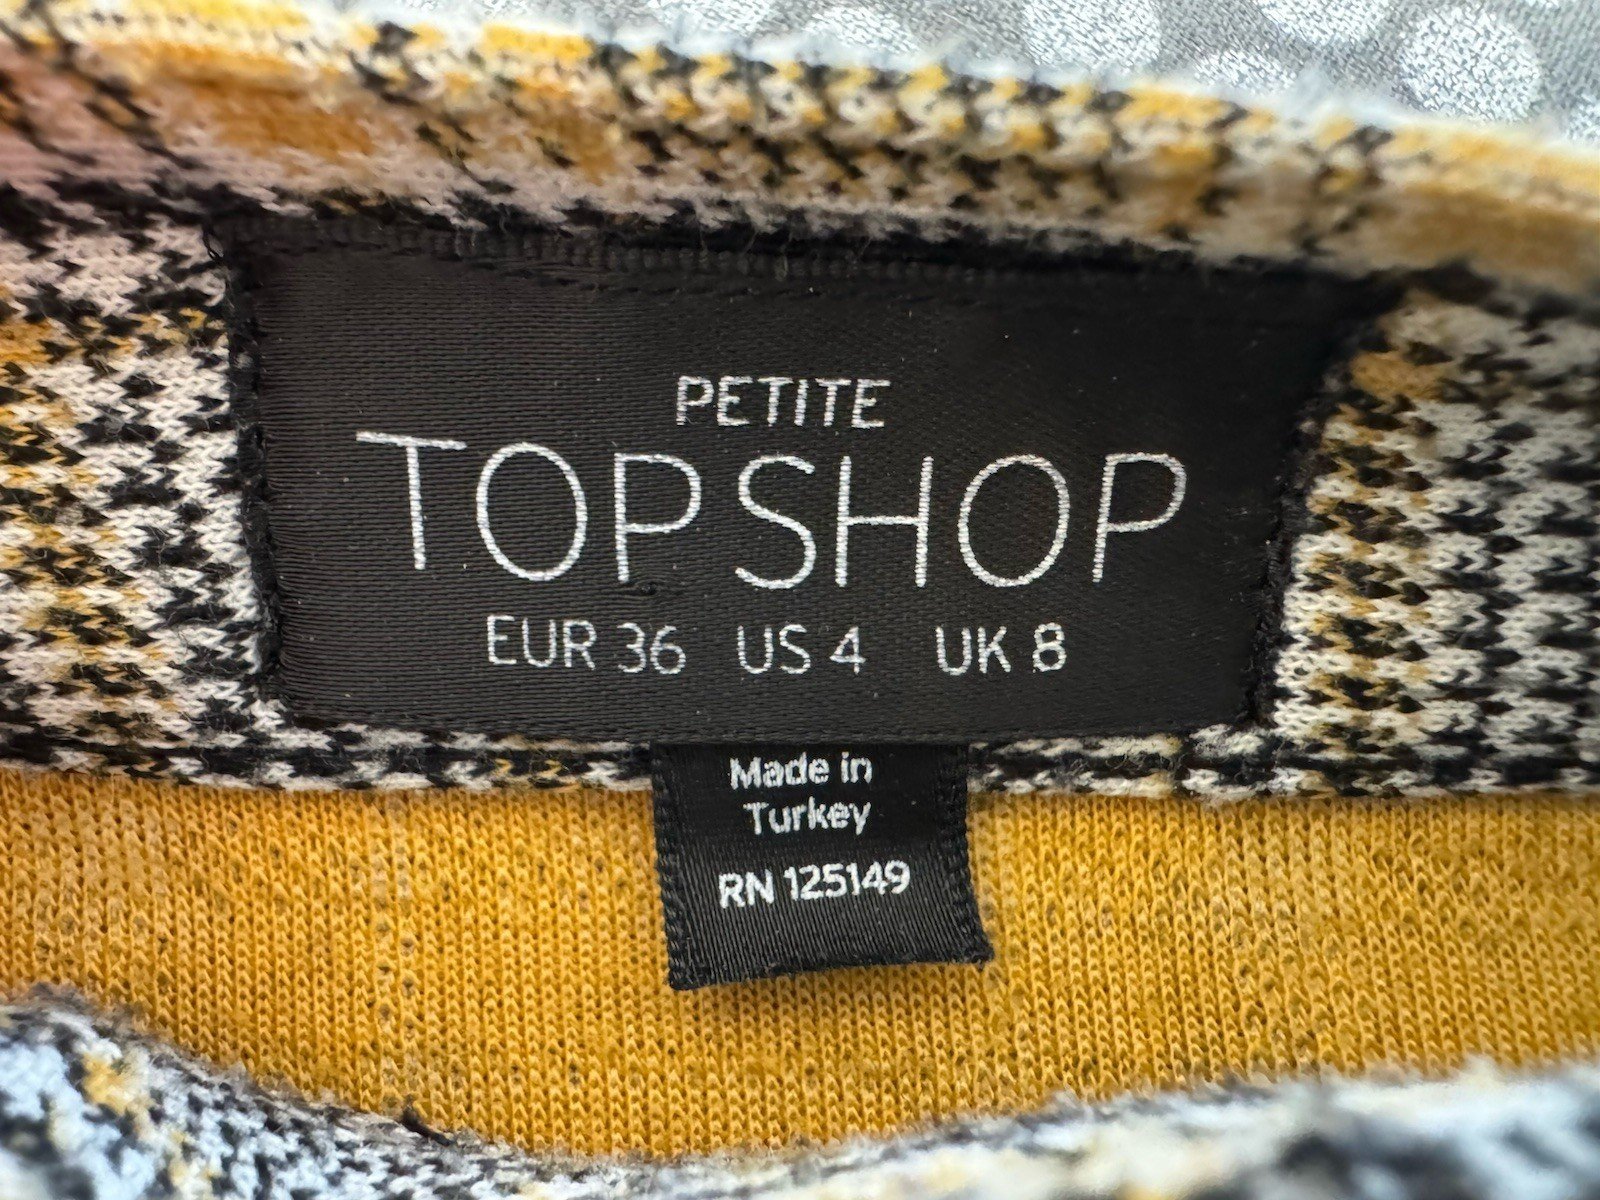 PETITE
TOPSHOP
EUR 36 US 4 UK 8
Made in
Turkey
RN 125149